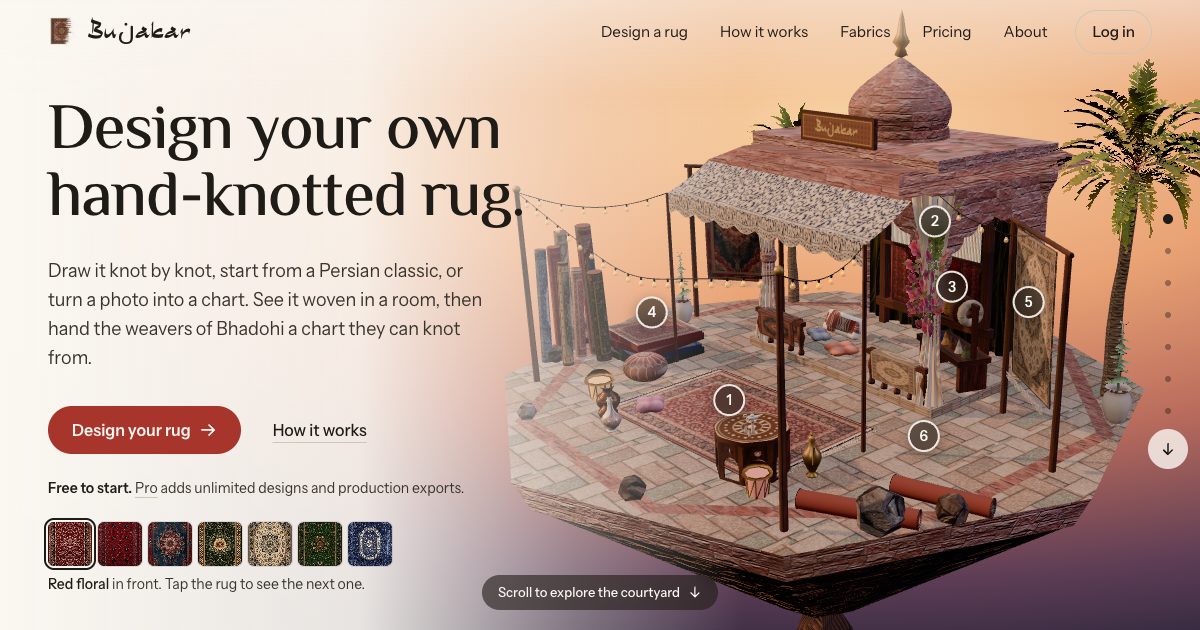 Bujakar
Design a rug
How it works
Fabrics
Pricing
About
Log in
Design your own
hand-knotted rug.
Draw it knot by knot, start from a Persian classic, or
turn a photo into a chart. See it woven in a room, then
hand the weavers of Bhadohi a chart they can knot
from.
Design your rug →
How it works
Free to start. Pro adds unlimited designs and production exports.
Red floral in front. Tap the rug to see the next one.
Bujakar
2
3
5
4
1
6
Scroll to explore the courtyard ↓